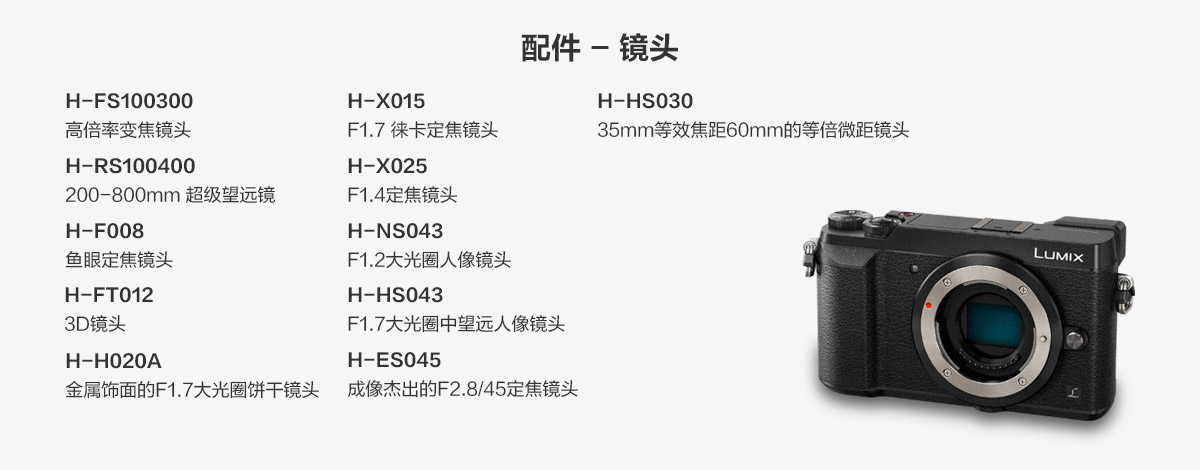 配件 - 镜头
H-FS100300
高倍率变焦镜头
H-RS100400
200-800mm 超级望远镜
H-F008
鱼眼定焦镜头
H-FT012
3D镜头
H-H020A
金属饰面的F1.7大光圈饼干镜头
H-X015
F1.7 徕卡定焦镜头
H-X025
F1.4定焦镜头
H-NS043
F1.2大光圈人像镜头
H-HS043
F1.7大光圈中望远人像镜头
H-ES045
成像杰出的F2.8/45定焦镜头
H-HS030
35mm等效焦距60mm的等倍微距镜头
LUMIX